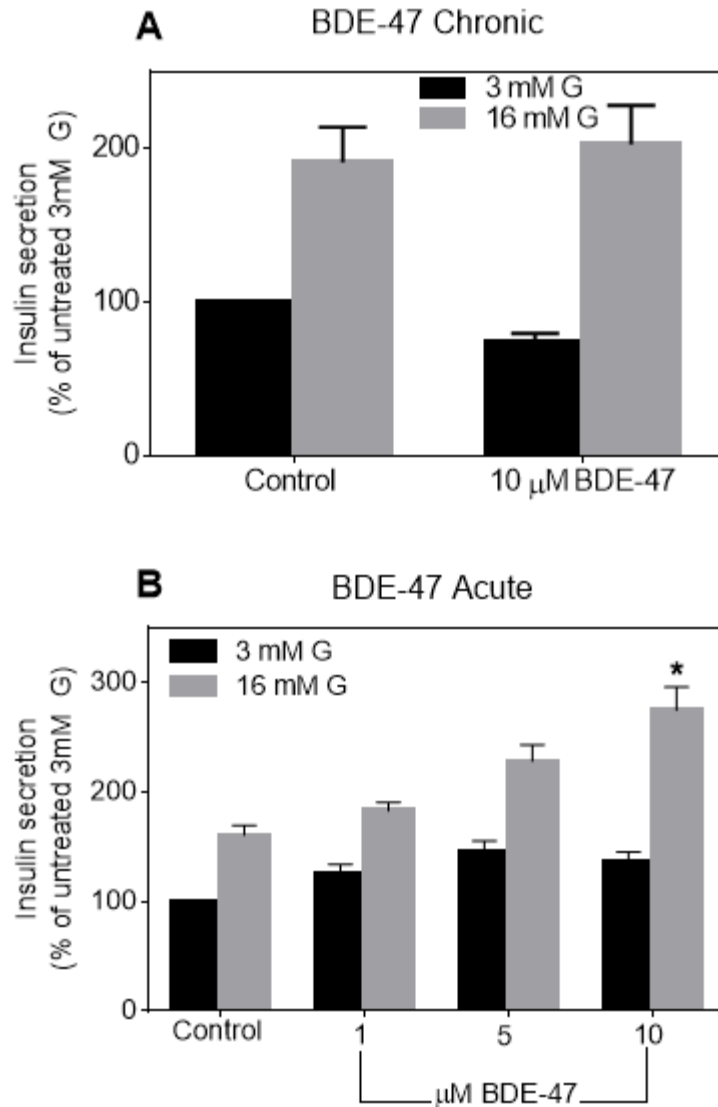 A
BDE-47 Chronic
Insulin secretion
(% of untreated 3mM G)
3 mM G
16 mM G
200
100
0
Control
10 μM BDE-47
B
BDE-47 Acute
Insulin secretion
(% of untreated 3mM G)
3 mM G
16 mM G
*
300
200
100
0
Control
1
5
10
μM BDE-47